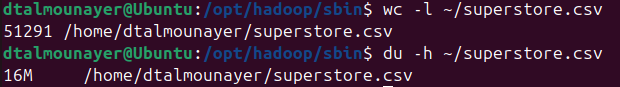 dtalmounayer@Ubuntu:/opt/hadoop/sbin$ wc -l ~/superstore.csv
51291 /home/dtalmounayer/superstore.csv
dtalmounayer@Ubuntu:/opt/hadoop/sbin$ du -h ~/superstore.csv
16M     /home/dtalmounayer/superstore.csv